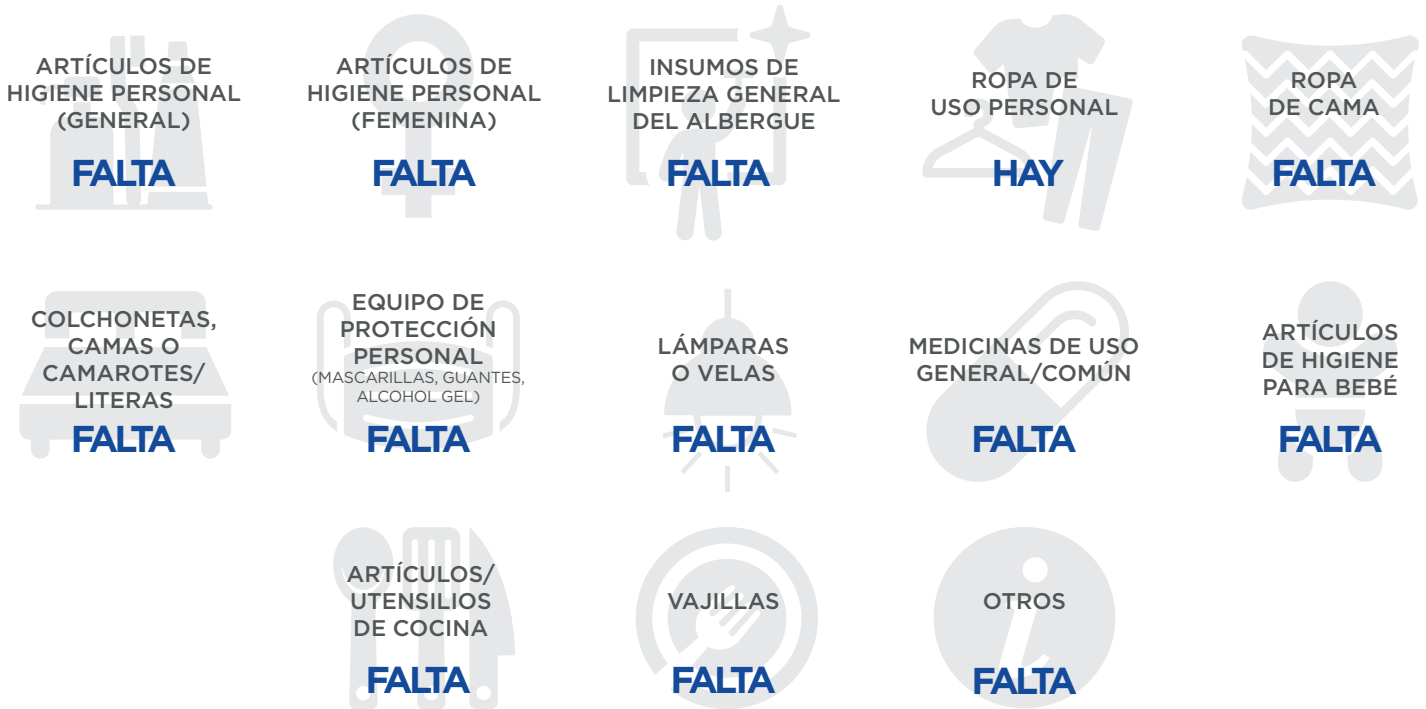 ARTÍCULOS DE
HIGIENE PERSONAL
(GENERAL)
FALTA
ARTÍCULOS DE
HIGIENE PERSONAL
(FEMENINA)
FALTA
INSUMOS DE
LIMPIEZA GENERAL
DEL ALBERGUE
FALTA
ROPA DE
USO PERSONAL
HAY
ROPA
DE CAMA
FALTA
COLCHONETAS,
CAMAS O
CAMAROTES/
LITERAS
FALTA
EQUIPO DE
PROTECCIÓN
PERSONAL
(MASCARILLAS, GUANTES,
ALCOHOL GEL)
FALTA
LÁMPARAS
O VELAS
FALTA
MEDICINAS DE USO
GENERAL/COMÚN
FALTA
ARTÍCULOS
DE HIGIENE
PARA BEBÉ
FALTA
ARTÍCULOS/
UTENSILIOS
DE COCINA
FALTA
VAJILLAS
FALTA
OTROS
FALTA